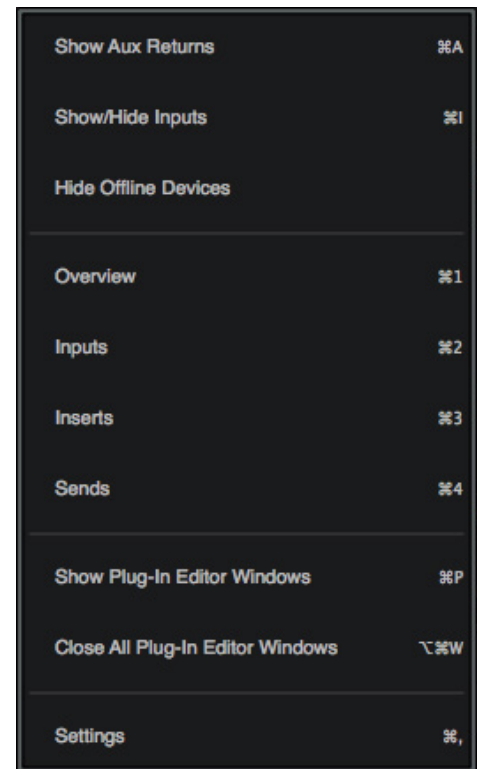 Show Aux Returns ⌘A
Show/Hide Inputs ⌘I
Hide Offline Devices
Overview ⌘1
Inputs ⌘2
Inserts ⌘3
Sends ⌘4
Show Plug-In Editor Windows ⌘P
Close All Plug-In Editor Windows ⌥⌘W
Settings ⌘,